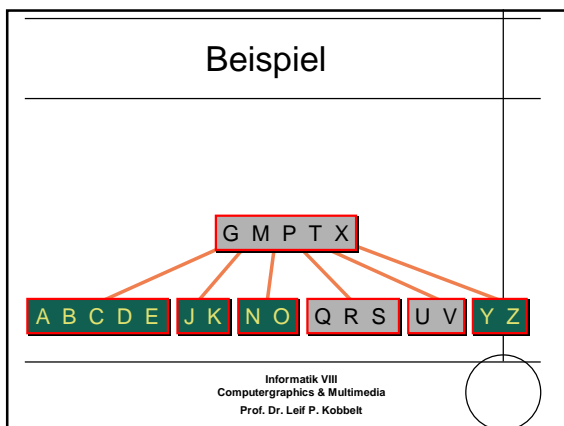 Beispiel
G M P T X
A B C D E J K N O Q R S U V Y Z
Informatik VIII
Computergraphics & Multimedia
Prof. Dr. Leif P. Kobbelt